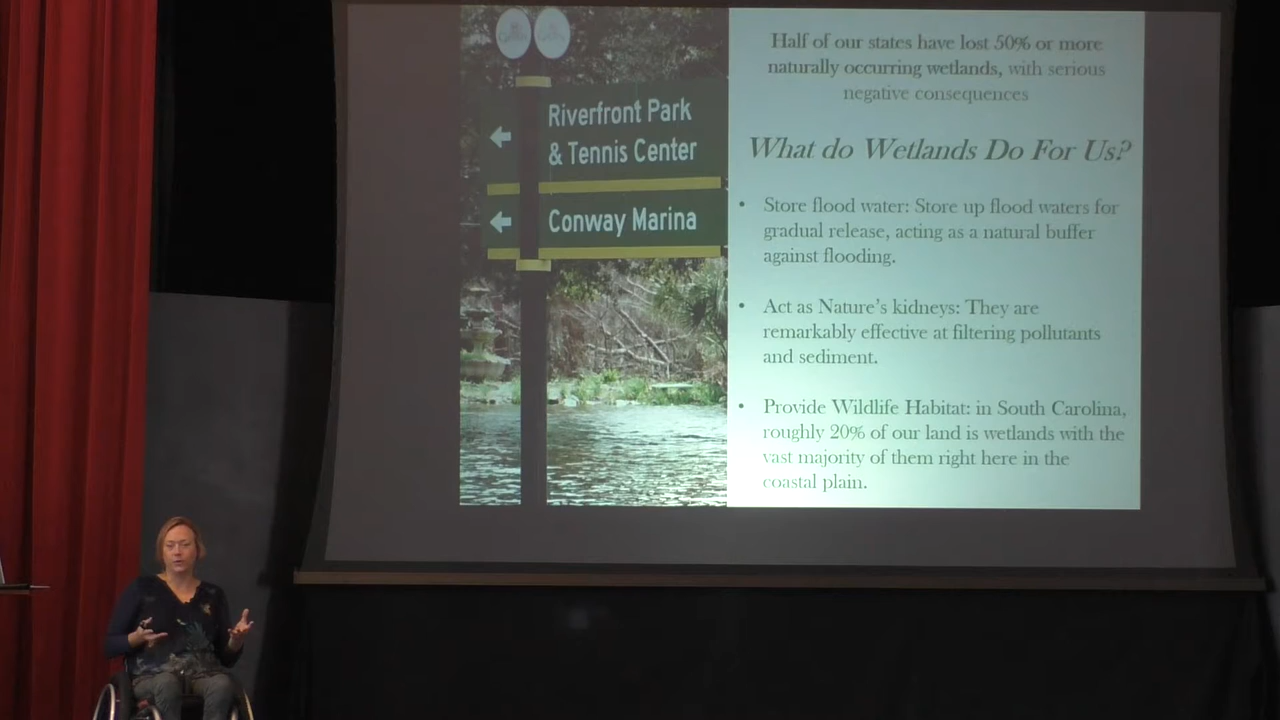 Riverfront Park
& Tennis Center
Conway Marina
Half of our states have lost 50% or more
naturally occurring wetlands, with serious
negative consequences
What do Wetlands Do For Us?
• Store flood water: Store up flood waters for
gradual release, acting as a natural buffer
against flooding.
• Act as Nature's kidneys: They are
remarkably effective at filtering pollutants
and sediment.
• Provide Wildlife Habitat: in South Carolina,
roughly 20% of our land is wetlands with the
vast majority of them right here in the
coastal plain.